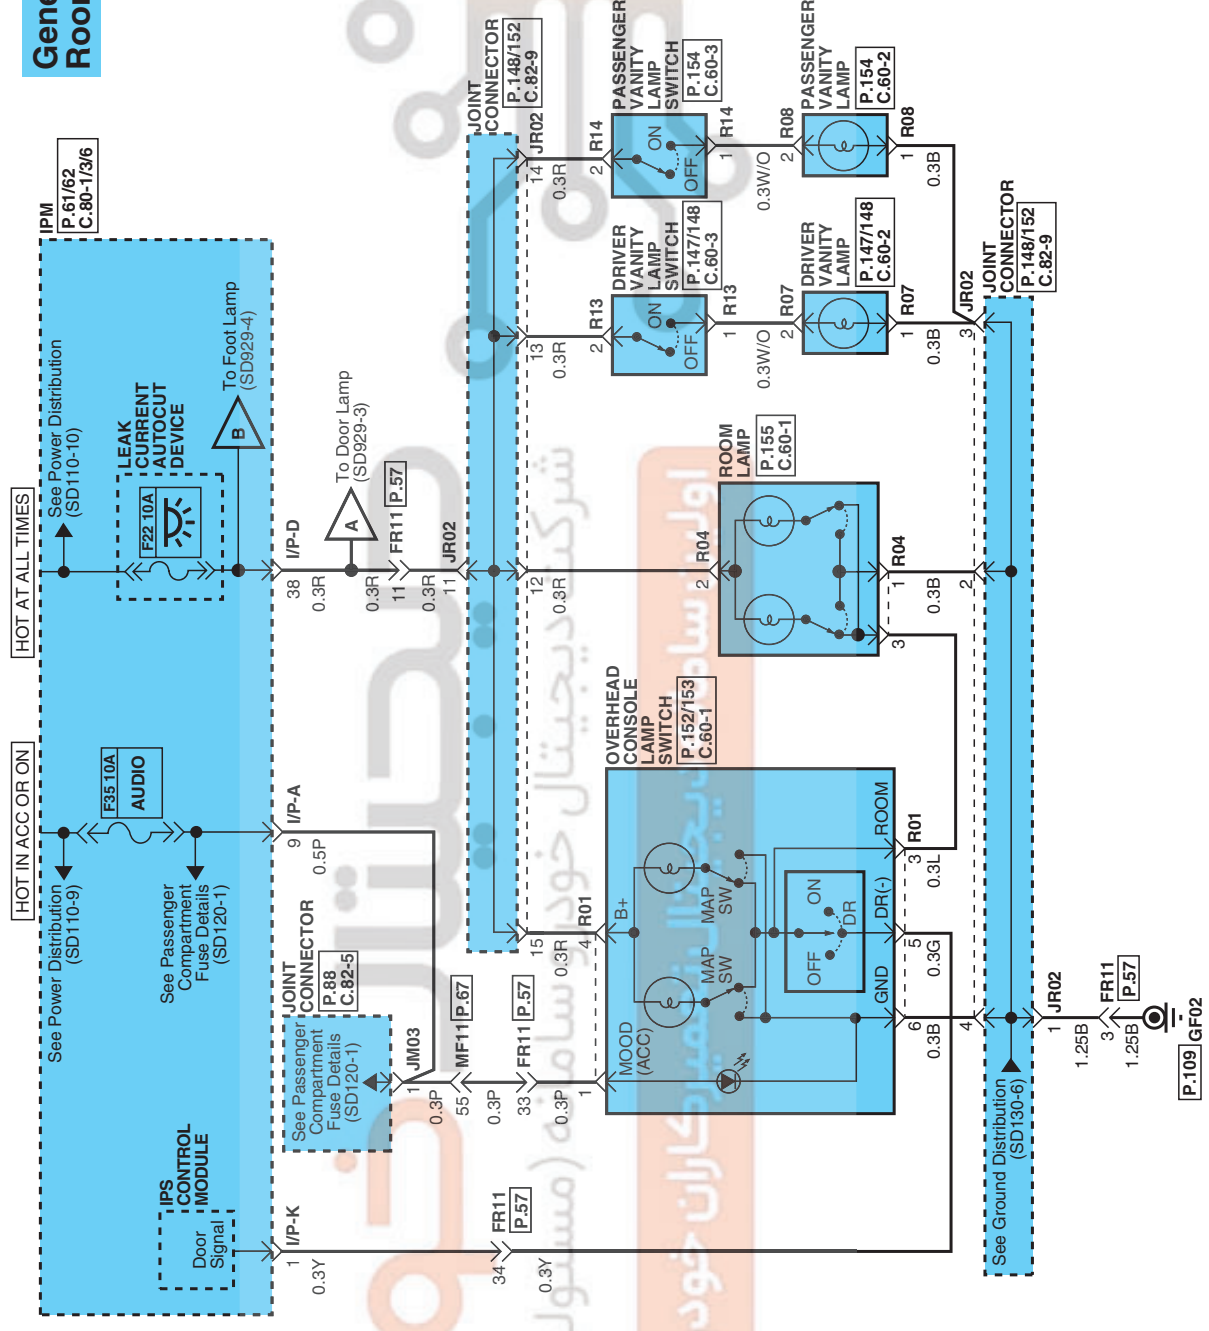 Gene
Roor
HOT IN ACC OR ON
HOT AT ALL TIMES
IPM
P.61/62
C.80-1/3/6
See Power Distribution
(SD110-9)
F35 10A
AUDIO
See Passenger
Compartment
Fuse Details
(SD120-1)
See Power Distribution
(SD110-10)
LEAK
CURRENT
AUTOCUT
DEVICE
F22 10A
B
To Foot Lamp
(SD929-4)
IPS
CONTROL
MODULE
Door
Signal
1 I/P-K
0.3Y
9 I/P-A
0.5P
38 I/P-D
0.3R
A
To Door Lamp
(SD929-3)
0.3R
11 FR11 P.57
0.3R
11 JR02
JOINT
CONNECTOR
P.88
C.82-5
See Passenger
Compartment
Fuse Details
(SD120-1)
1 JM03
0.3P
55 MF11 P.67
0.3P
33 FR11 P.57
0.3P
1
34 FR11
P.57
0.3Y
JOINT
CONNECTOR
P.148/152
C.82-9
15
0.3R
4 R01
12
0.3R
2 R04
13
0.3R
2 R13
14 JR02
0.3R
2 R14
OVERHEAD
CONSOLE
LAMP
SWITCH
P.152/153
C.60-1
MOOD
(ACC)
B+
MAP
SW
MAP
SW
OFF
ON
DR
GND
DR(-)
ROOM
6
0.3B
5
0.3G
3 R01
0.3L
ROOM
LAMP
P.155
C.60-1
3
1 R04
0.3B
2
DRIVER
VANITY
LAMP
SWITCH
P.147/148
C.60-3
ON
OFF
1 R13
0.3W/O
2 R07
DRIVER
VANITY
LAMP
P.147/148
C.60-2
1 R07
0.3B
3 JR02
PASSENGER
VANITY
LAMP
SWITCH
P.154
C.60-3
ON
OFF
1 R14
0.3W/O
2 R08
PASSENGER
VANITY
LAMP
P.154
C.60-2
1 R08
0.3B
JOINT
CONNECTOR
P.148/152
C.82-9
4
See Ground Distribution
(SD130-6)
1 JR02
1.25B
3 FR11
P.57
1.25B
P.109 GF02
شرکت دیجیتال خودرو سامانه (مسئول